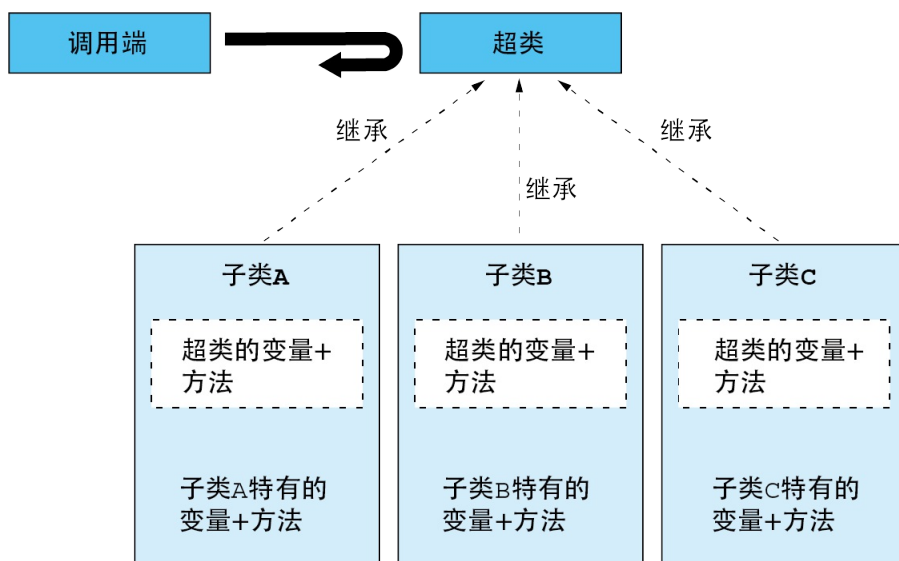 调用端
超类
继承
继承
继承
子类A
子类B
子类C
超类的变量+
方法
超类的变量+
方法
超类的变量+
方法
子类A特有的
变量+方法
子类B特有的
变量+方法
子类C特有的
变量+方法